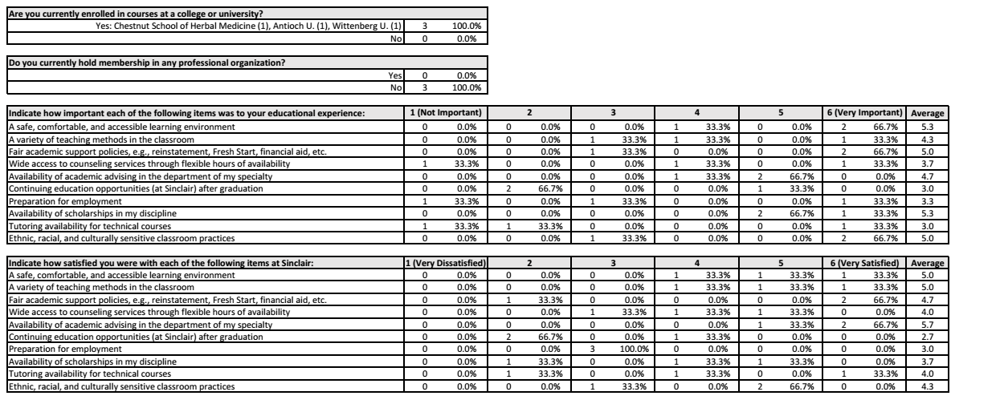 Are you currently enrolled in courses at a college or university?
Yes: Chestnut School of Herbal Medicine (1), Antioch U. (1), Wittenberg U. (1) 3 100.0%
No 0 0.0%
Do you currently hold membership in any professional organization?
Yes 0 0.0%
No 3 100.0%
Indicate how important each of the following items was to your educational experience: 1 (Not Important) 2 3 4 5 6 (Very Important) Average
A safe, comfortable, and accessible learning environment 0 0.0% 0 0.0% 0 0.0% 1 33.3% 0 0.0% 2 66.7% 5.3
A variety of teaching methods in the classroom 0 0.0% 0 0.0% 1 33.3% 1 33.3% 0 0.0% 1 33.3% 4.3
Fair academic support policies, e.g., reinstatement, Fresh Start, financial aid, etc. 0 0.0% 0 0.0% 1 33.3% 0 0.0% 0 0.0% 2 66.7% 5.0
Wide access to counseling services through flexible hours of availability 1 33.3% 0 0.0% 0 0.0% 1 33.3% 0 0.0% 1 33.3% 3.7
Availability of academic advising in the department of my specialty 0 0.0% 0 0.0% 0 0.0% 1 33.3% 2 66.7% 0 0.0% 4.7
Continuing education opportunities (at Sinclair) after graduation 0 0.0% 2 66.7% 0 0.0% 0 0.0% 1 33.3% 0 0.0% 3.0
Preparation for employment 1 33.3% 0 0.0% 1 33.3% 0 0.0% 0 0.0% 1 33.3% 3.3
Availability of scholarships in my discipline 0 0.0% 0 0.0% 0 0.0% 0 0.0% 2 66.7% 1 33.3% 5.3
Tutoring availability for technical courses 1 33.3% 1 33.3% 0 0.0% 0 0.0% 0 0.0% 1 33.3% 3.0
Ethnic, racial, and culturally sensitive classroom practices 0 0.0% 0 0.0% 1 33.3% 0 0.0% 0 0.0% 2 66.7% 5.0
Indicate how satisfied you were with each of the following items at Sinclair: 1 (Very Dissatisfied) 2 3 4 5 6 (Very Satisfied) Average
A safe, comfortable, and accessible learning environment 0 0.0% 0 0.0% 0 0.0% 1 33.3% 1 33.3% 1 33.3% 5.0
A variety of teaching methods in the classroom 0 0.0% 0 0.0% 0 0.0% 1 33.3% 1 33.3% 1 33.3% 5.0
Fair academic support policies, e.g., reinstatement, Fresh Start, financial aid, etc. 0 0.0% 1 33.3% 0 0.0% 0 0.0% 0 0.0% 2 66.7% 4.7
Wide access to counseling services through flexible hours of availability 0 0.0% 0 0.0% 1 33.3% 1 33.3% 1 33.3% 0 0.0% 4.0
Availability of academic advising in the department of my specialty 0 0.0% 0 0.0% 0 0.0% 0 0.0% 1 33.3% 2 66.7% 5.7
Continuing education opportunities (at Sinclair) after graduation 0 0.0% 2 66.7% 0 0.0% 1 33.3% 0 0.0% 0 0.0% 2.7
Preparation for employment 0 0.0% 0 0.0% 3 100.0% 0 0.0% 0 0.0% 0 0.0% 3.0
Availability of scholarships in my discipline 0 0.0% 1 33.3% 0 0.0% 1 33.3% 1 33.3% 0 0.0% 3.7
Tutoring availability for technical courses 0 0.0% 1 33.3% 0 0.0% 1 33.3% 0 0.0% 1 33.3% 4.0
Ethnic, racial, and culturally sensitive classroom practices 0 0.0% 0 0.0% 1 33.3% 0 0.0% 2 66.7% 0 0.0% 4.3